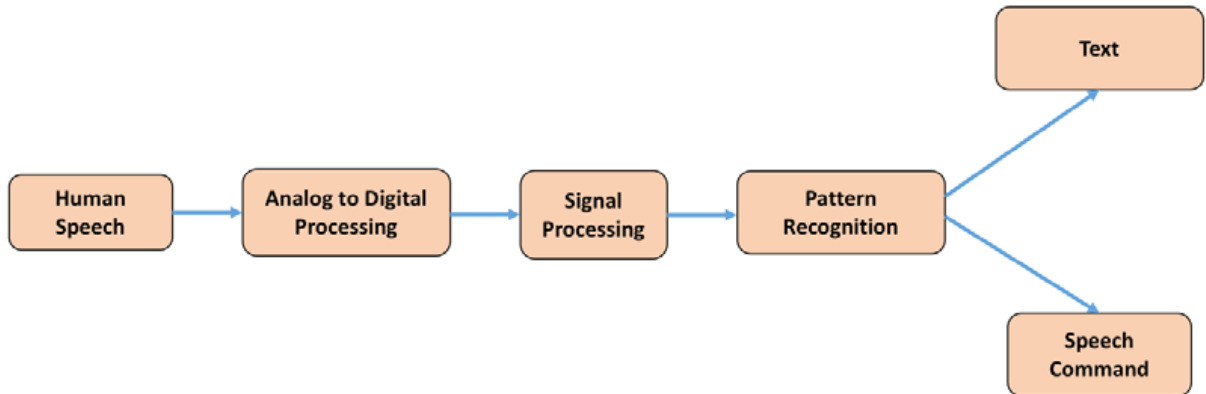 Human
Speech
Analog to Digital
Processing
Signal
Processing
Pattern
Recognition
Text
Speech
Command